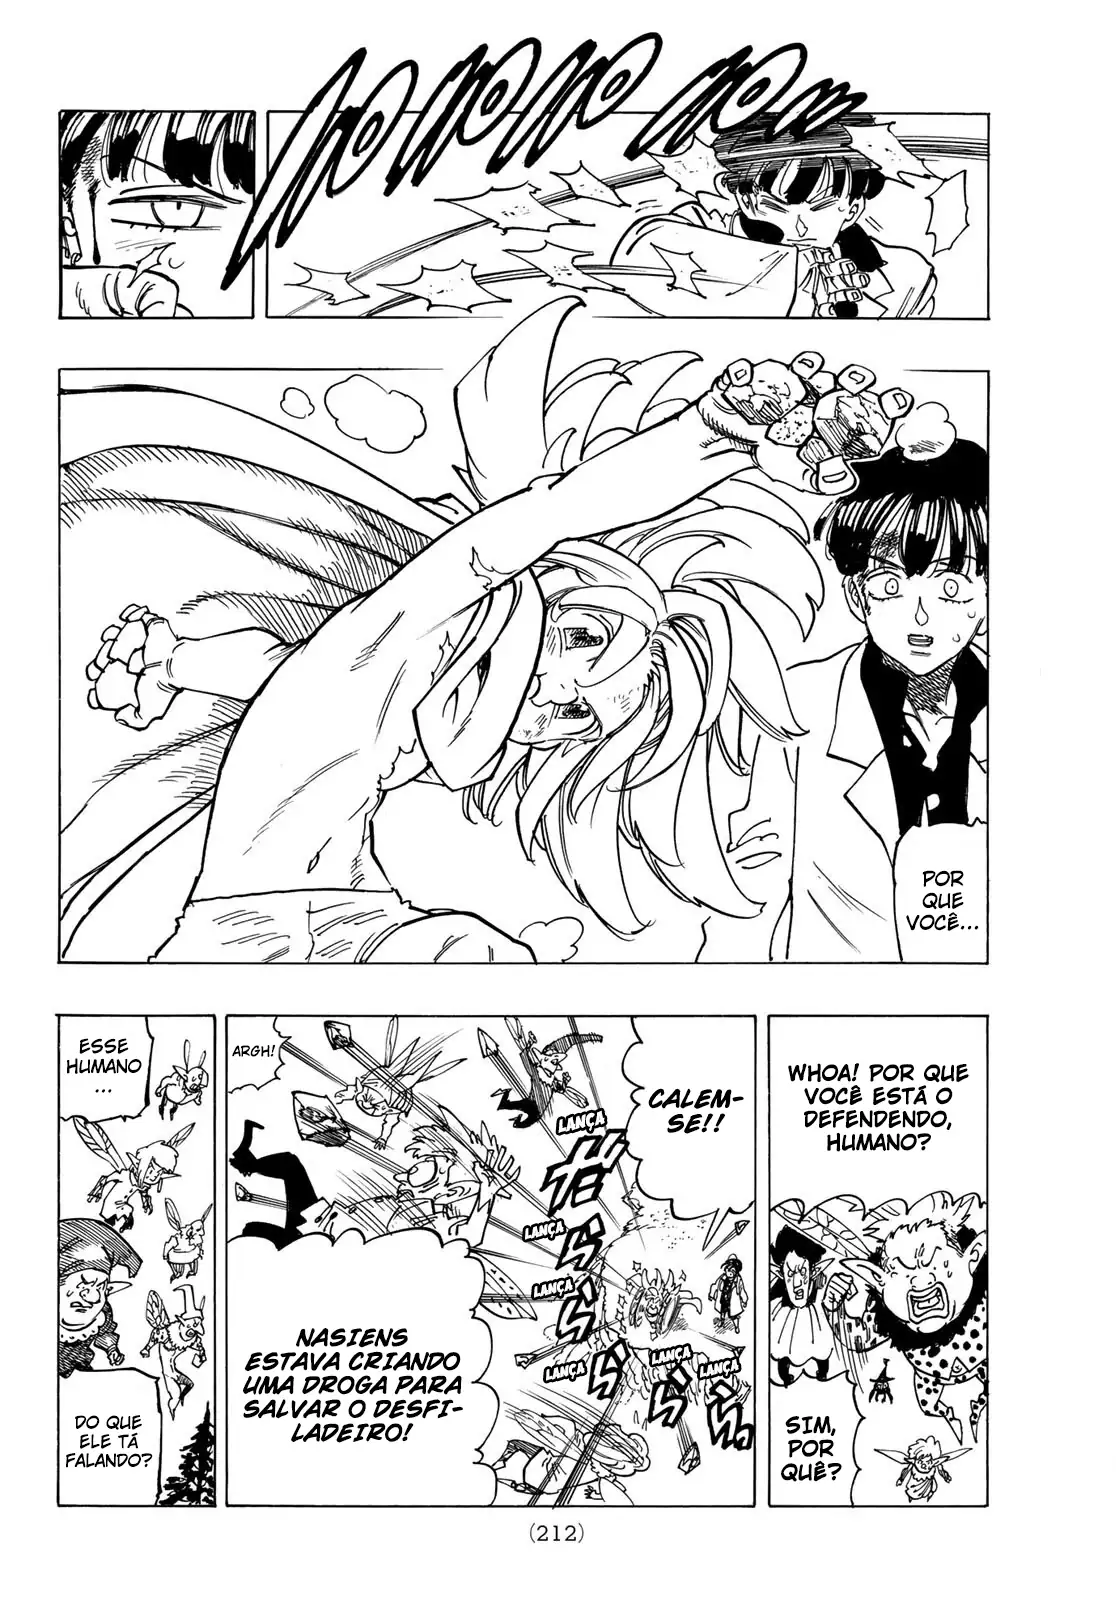 POR
QUE
VOCÊ...
WHOA! POR QUE
VOCÊ ESTÁ O
DEFENDENDO,
HUMANO?
SIM,
POR
QUÊ?
CALEM-
SE!!
ARGH!
LANÇA
LANÇA
LANÇA
LANÇA
LANÇA
LANÇA
NASIENS
ESTAVA CRIANDO
UMA DROGA PARA
SALVAR O DESFI-
LADEIRO!
ESSE
HUMANO
...
DO QUE
ELE TÁ
FALANDO?
(212)